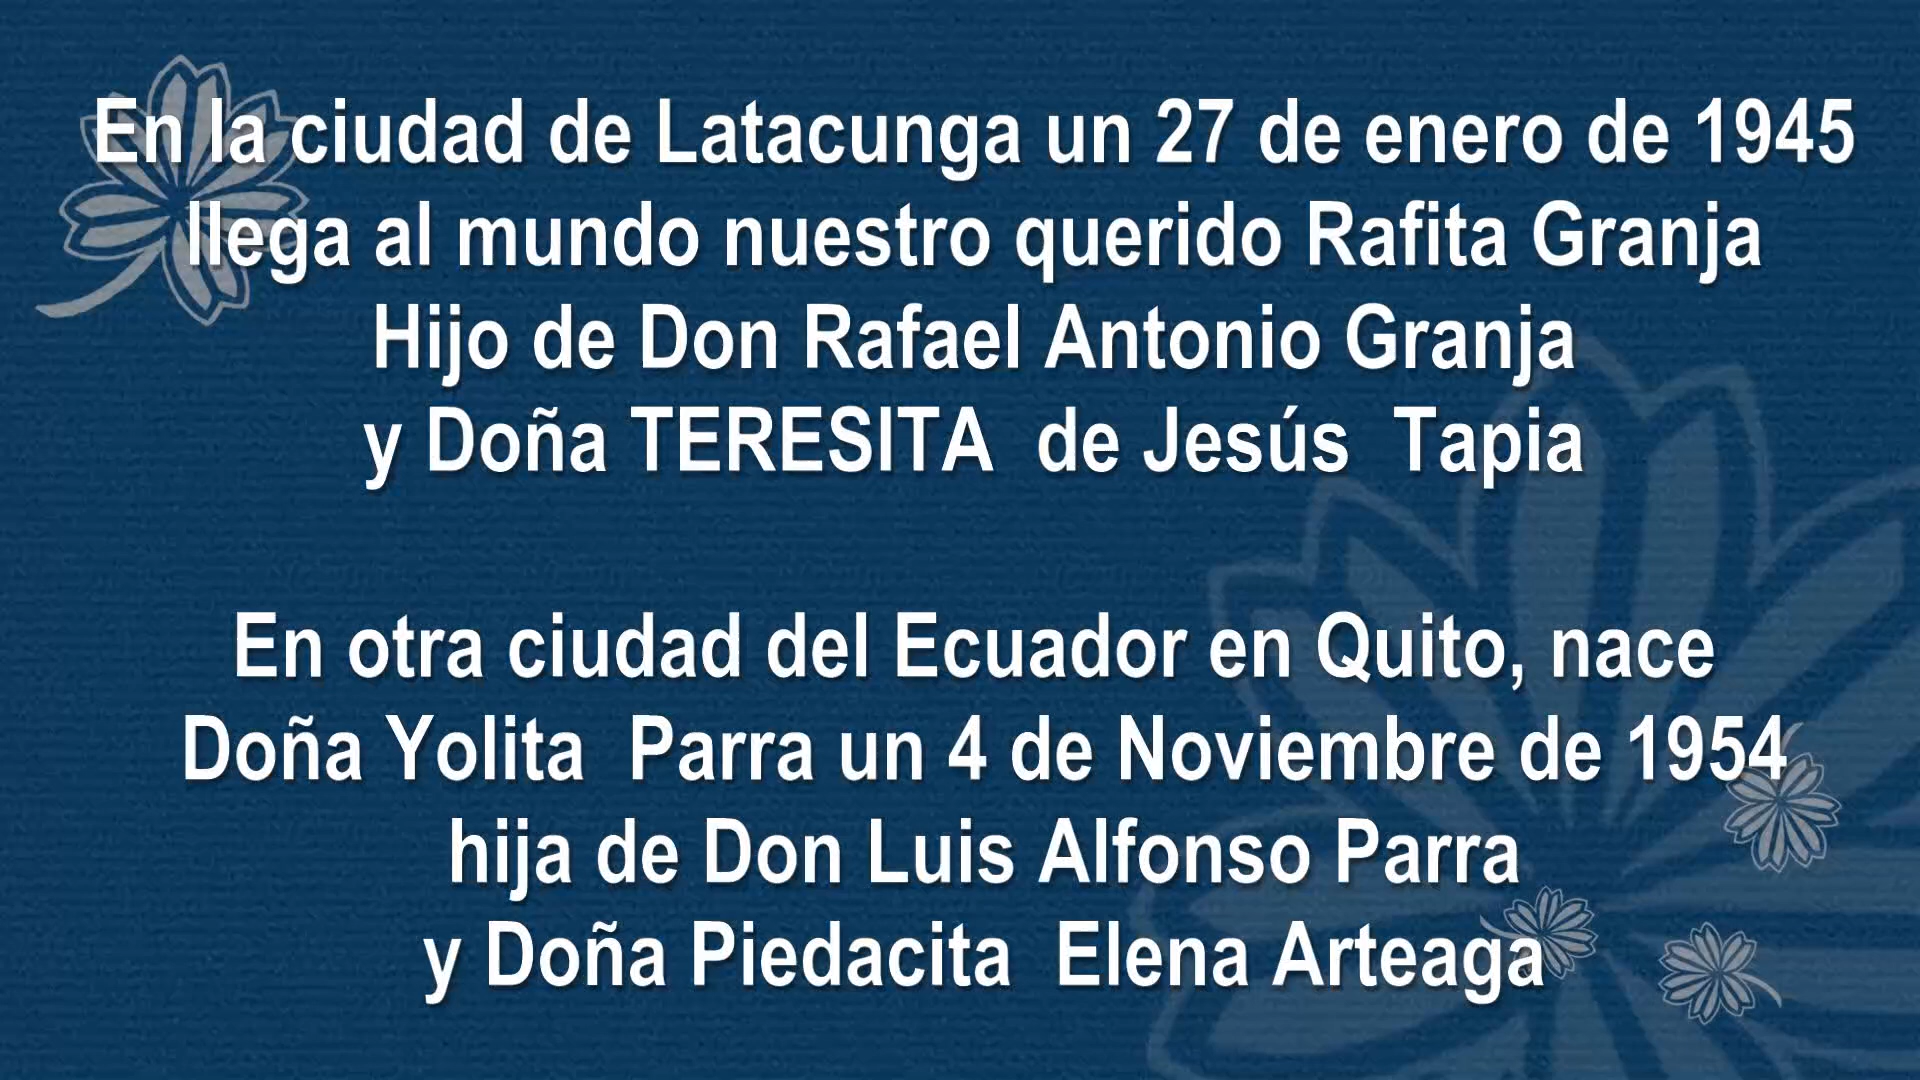 En la ciudad de Latacunga un 27 de enero de 1945
llega al mundo nuestro querido Rafita Granja
Hijo de Don Rafael Antonio Granja
y Doña TERESITA de Jesús Tapia
En otra ciudad del Ecuador en Quito, nace
Doña Yolita Parra un 4 de Noviembre de 1954
hija de Don Luis Alfonso Parra
y Doña Piedacita Elena Arteaga